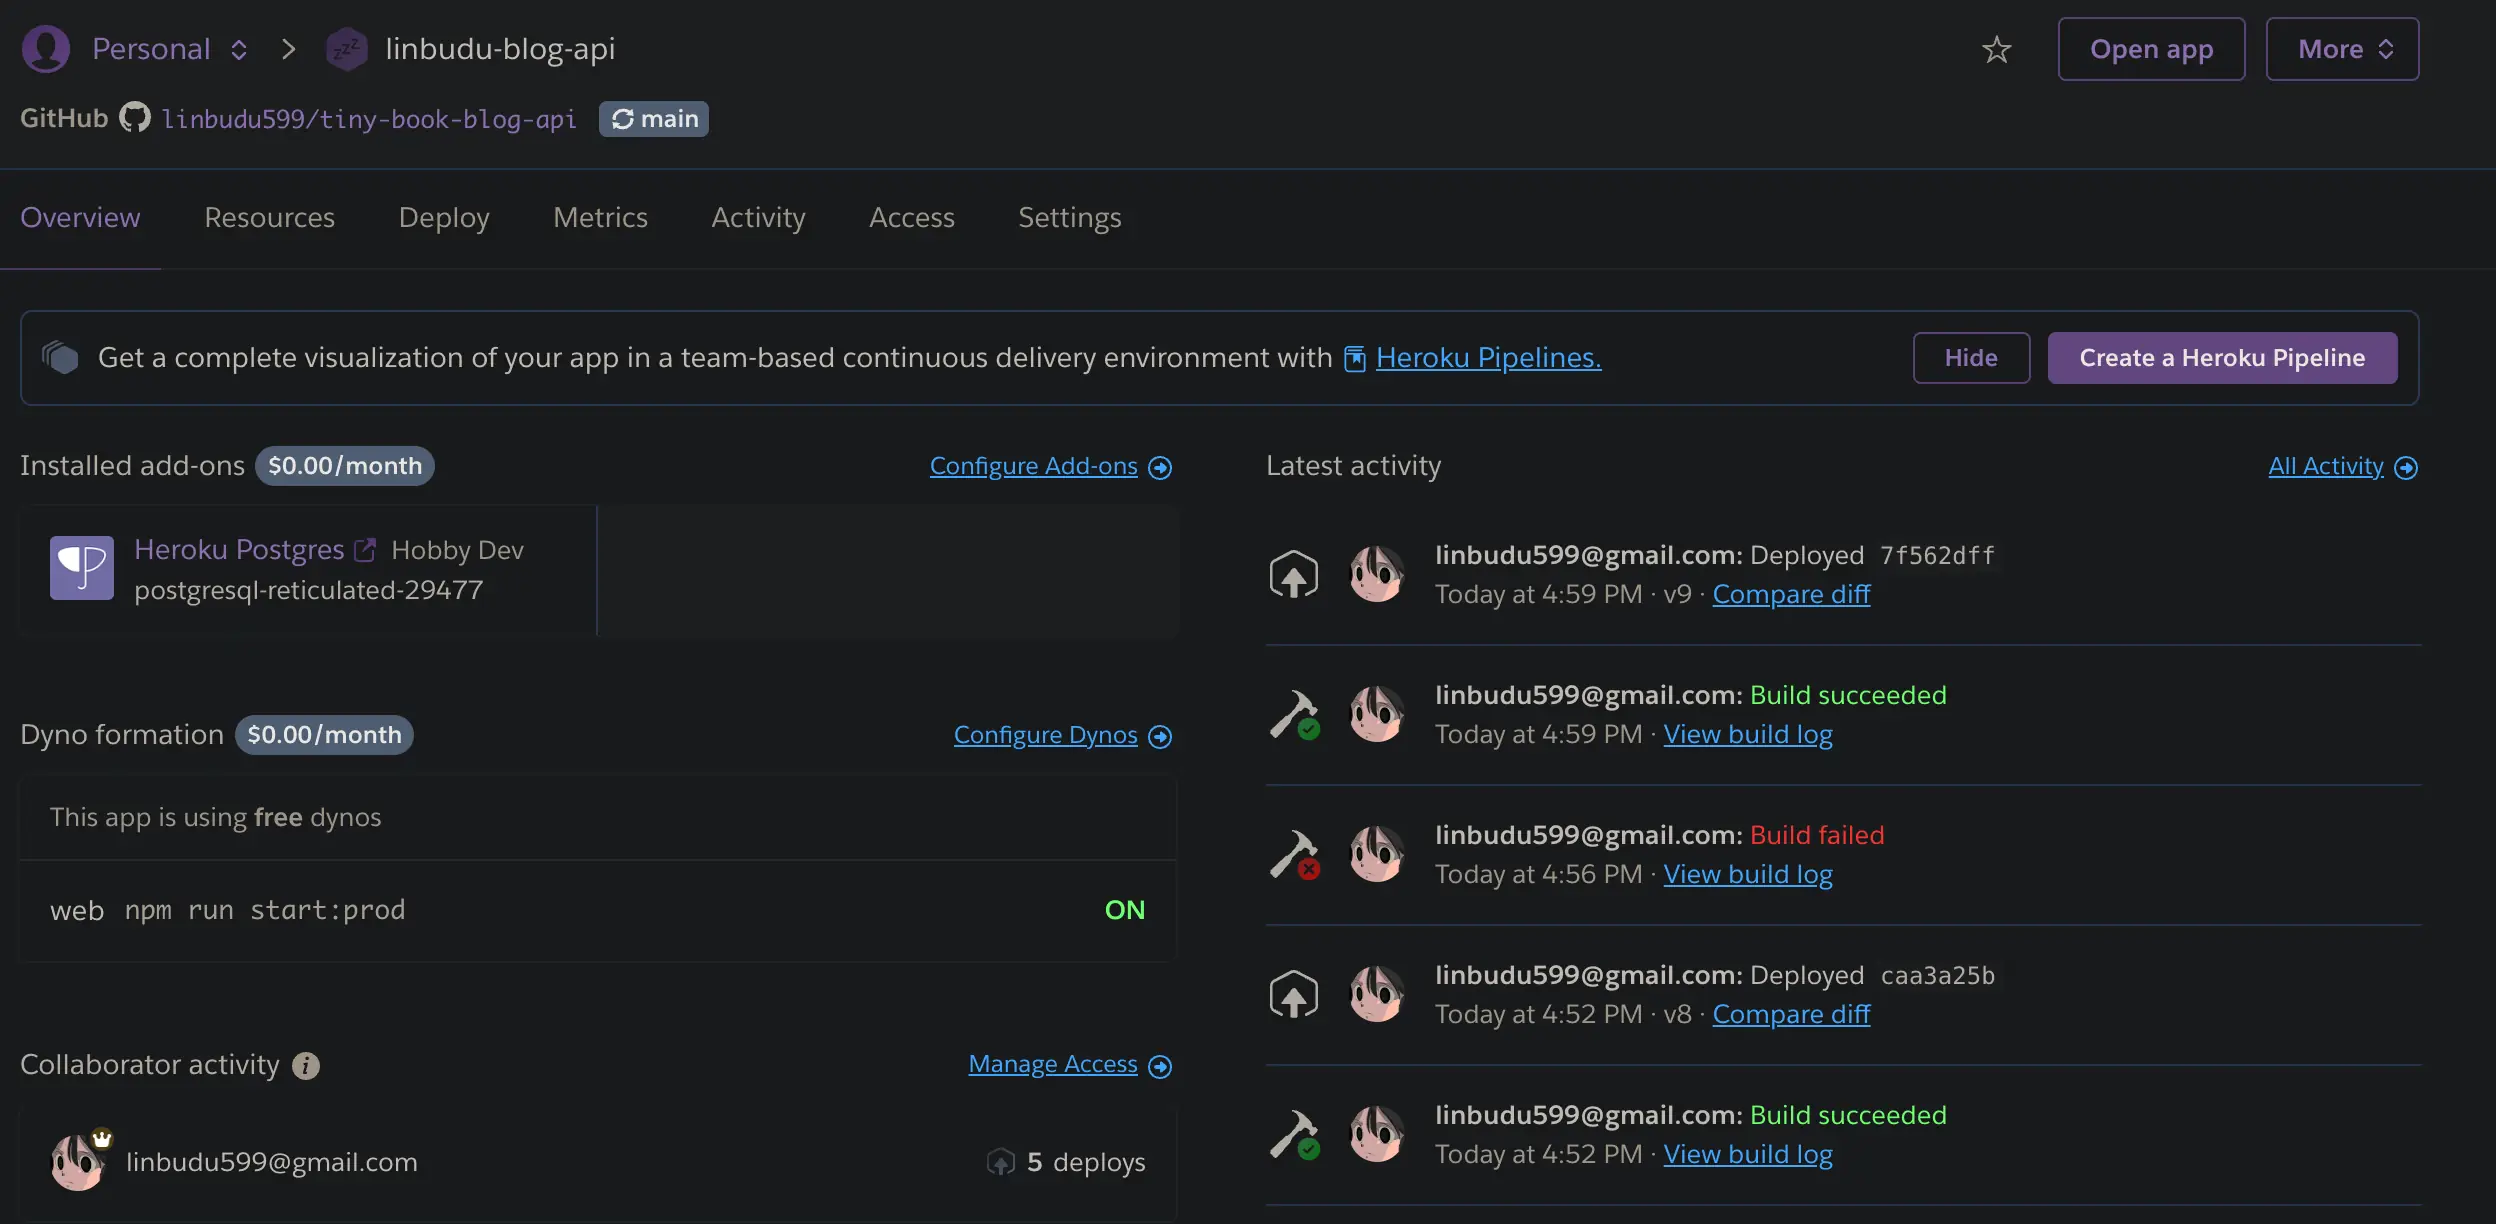 Personal > linbudu-blog-api
Open app
More
GitHub linbudu599/tiny-book-blog-api main
Overview Resources Deploy Metrics Activity Access Settings
Get a complete visualization of your app in a team-based continuous delivery environment with Heroku Pipelines.
Hide
Create a Heroku Pipeline
Installed add-ons $0.00/month
Configure Add-ons
Heroku Postgres Hobby Dev
postgresql-reticulated-29477
Dyno formation $0.00/month
Configure Dynos
This app is using free dynos
web npm run start:prod
ON
Collaborator activity
Manage Access
linbudu599@gmail.com
5 deploys
Latest activity
All Activity
linbudu599@gmail.com: Deployed 7f562dff
Today at 4:59 PM · v9 · Compare diff
linbudu599@gmail.com: Build succeeded
Today at 4:59 PM · View build log
linbudu599@gmail.com: Build failed
Today at 4:56 PM · View build log
linbudu599@gmail.com: Deployed caa3a25b
Today at 4:52 PM · v8 · Compare diff
linbudu599@gmail.com: Build succeeded
Today at 4:52 PM · View build log